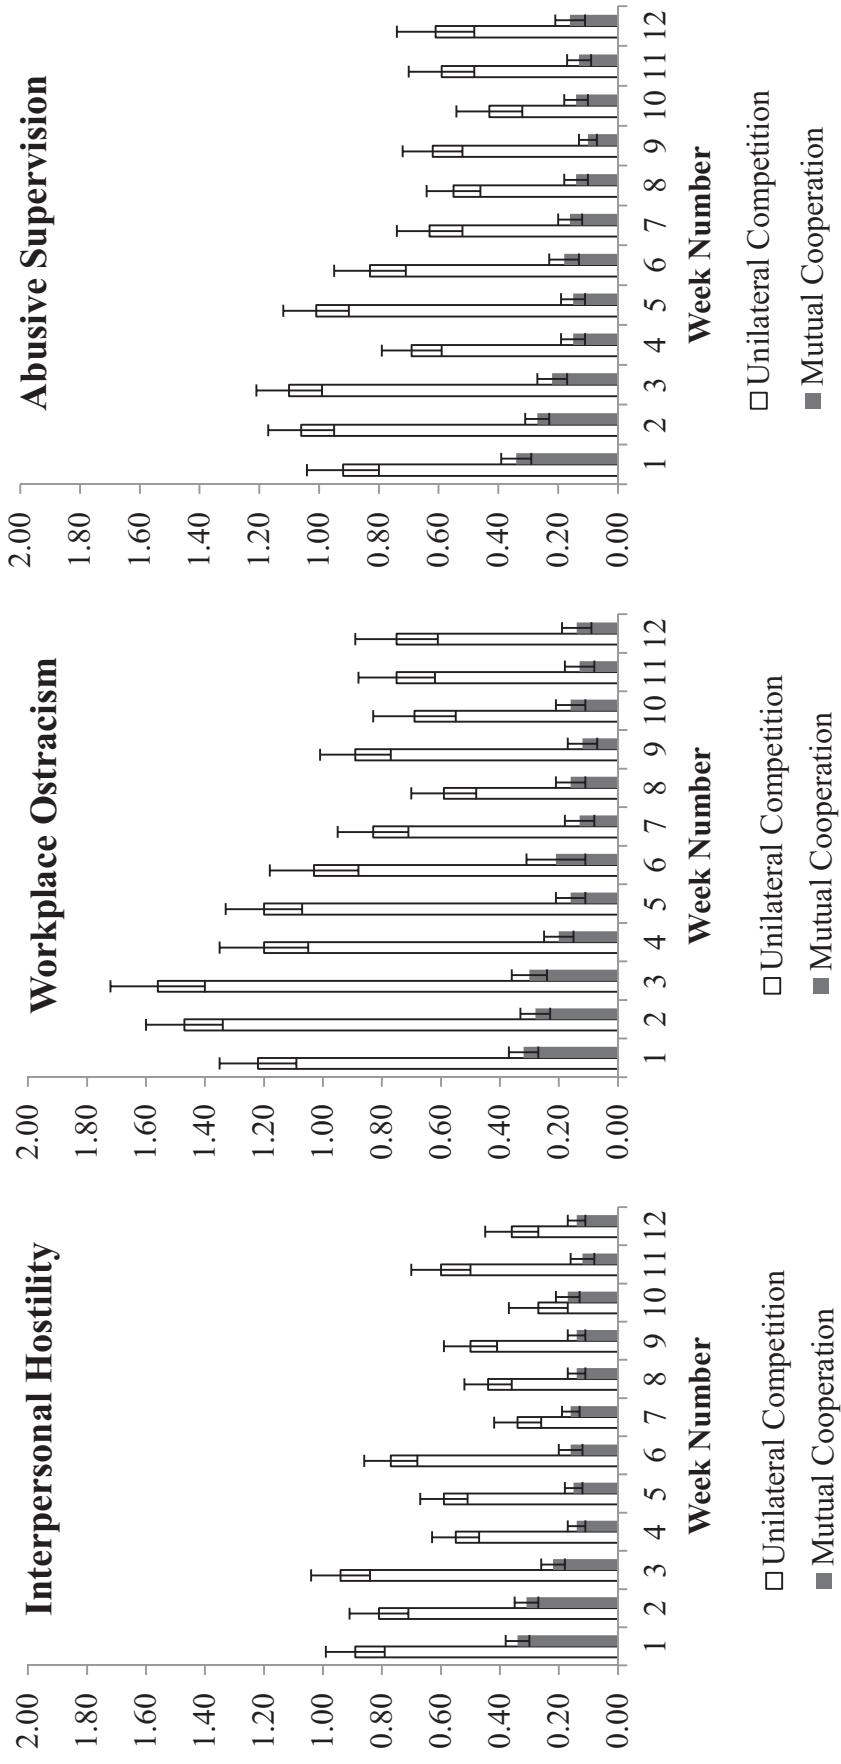 Interpersonal Hostility
2.00
1.80
1.60
1.40
1.20
1.00
0.80
0.60
0.40
0.20
0.00
1 2 3 4 5 6 7 8 9 10 11 12
Week Number
Unilateral Competition
Mutual Cooperation
Workplace Ostracism
2.00
1.80
1.60
1.40
1.20
1.00
0.80
0.60
0.40
0.20
0.00
1 2 3 4 5 6 7 8 9 10 11 12
Week Number
Unilateral Competition
Mutual Cooperation
Abusive Supervision
2.00
1.80
1.60
1.40
1.20
1.00
0.80
0.60
0.40
0.20
0.00
1 2 3 4 5 6 7 8 9 10 11 12
Week Number
Unilateral Competition
Mutual Cooperation